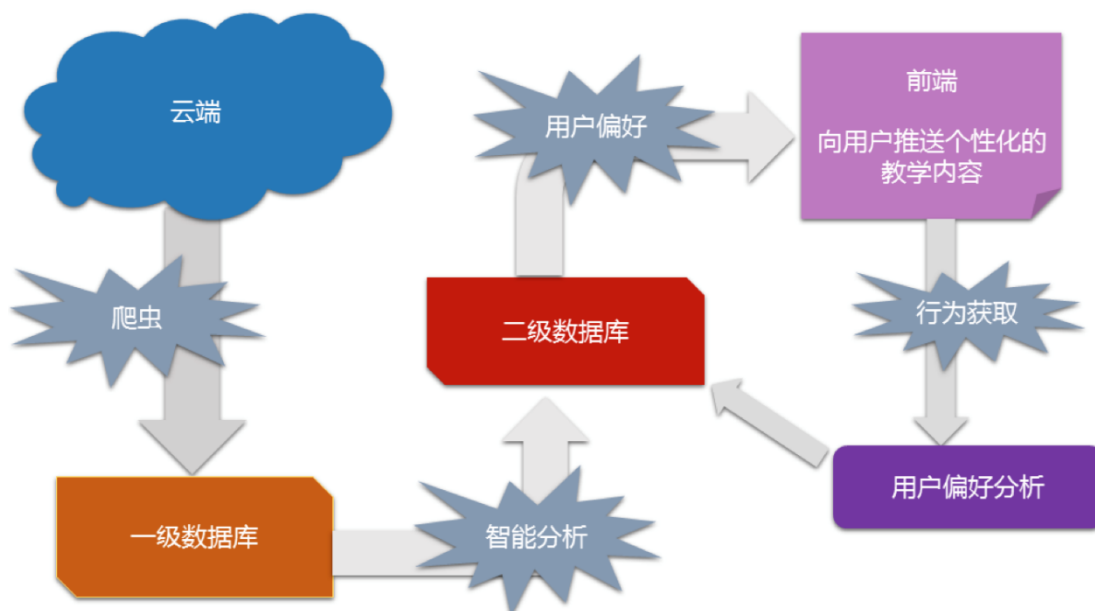 云端
用户偏好
前端
向用户推送个性化的
教学内容
爬虫
二级数据库
行为获取
一级数据库
智能分析
用户偏好分析